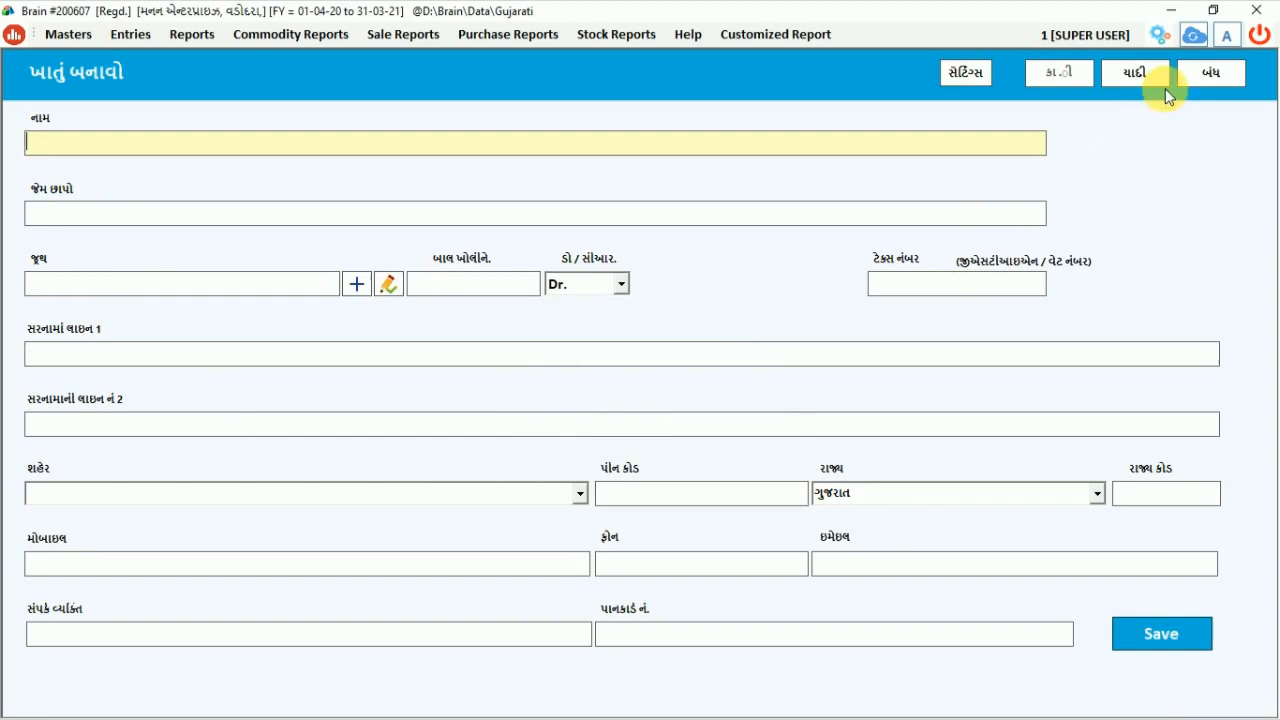 Brain #200607 [Regd.] [મનન એન્ટરપ્રાઇઝ, વડોદરા,] [FY = 01-04-20 to 31-03-21] @D:\Brain\Data\Gujarati
Masters Entries Reports Commodity Reports Sale Reports Purchase Reports Stock Reports Help Customized Report 1 [SUPER USER] A
ખાતું બનાવો સેટિંગ્સ યાદી બંધ
નામ
જેમ છાપો
જૂથ બાલ ખોલીને. ડો / સીઆર. ટેક્સ નંબર (જીએસટીઆઇએન / વેટ નંબર)
Dr.
સરનામાં લાઇન 1
સરનામાની લાઇન નં 2
શહેર પીન કોડ રાજ્ય રાજ્ય કોડ
ગુજરાત
મોબાઇલ ફોન ઇમેઇલ
સંપર્ક વ્યક્તિ પાનકાર્ડ નં.
Save